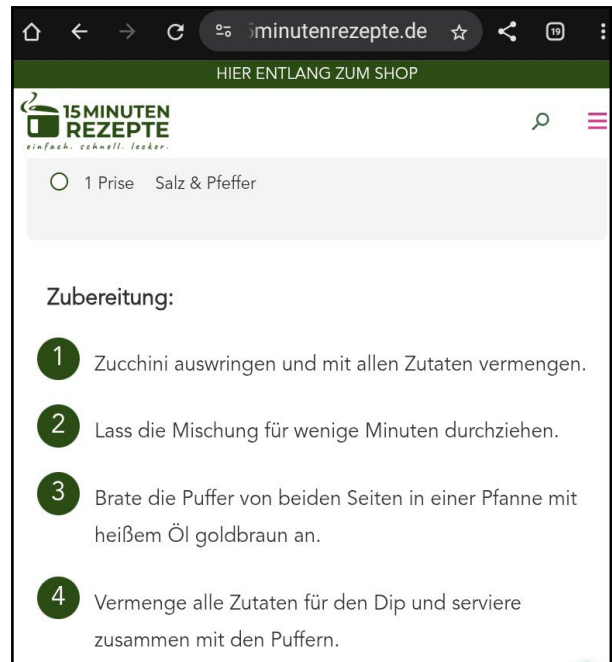 minutenrezepte.de 19
HIER ENTLANG ZUM SHOP
15 MINUTEN
REZEPTE
einfach. schnell. lecker.
1 Prise Salz & Pfeffer
Zubereitung:
1 Zucchini auswringen und mit allen Zutaten vermengen.
2 Lass die Mischung für wenige Minuten durchziehen.
3 Brate die Puffer von beiden Seiten in einer Pfanne mit
heißem Öl goldbraun an.
4 Vermenge alle Zutaten für den Dip und serviere
zusammen mit den Puffern.